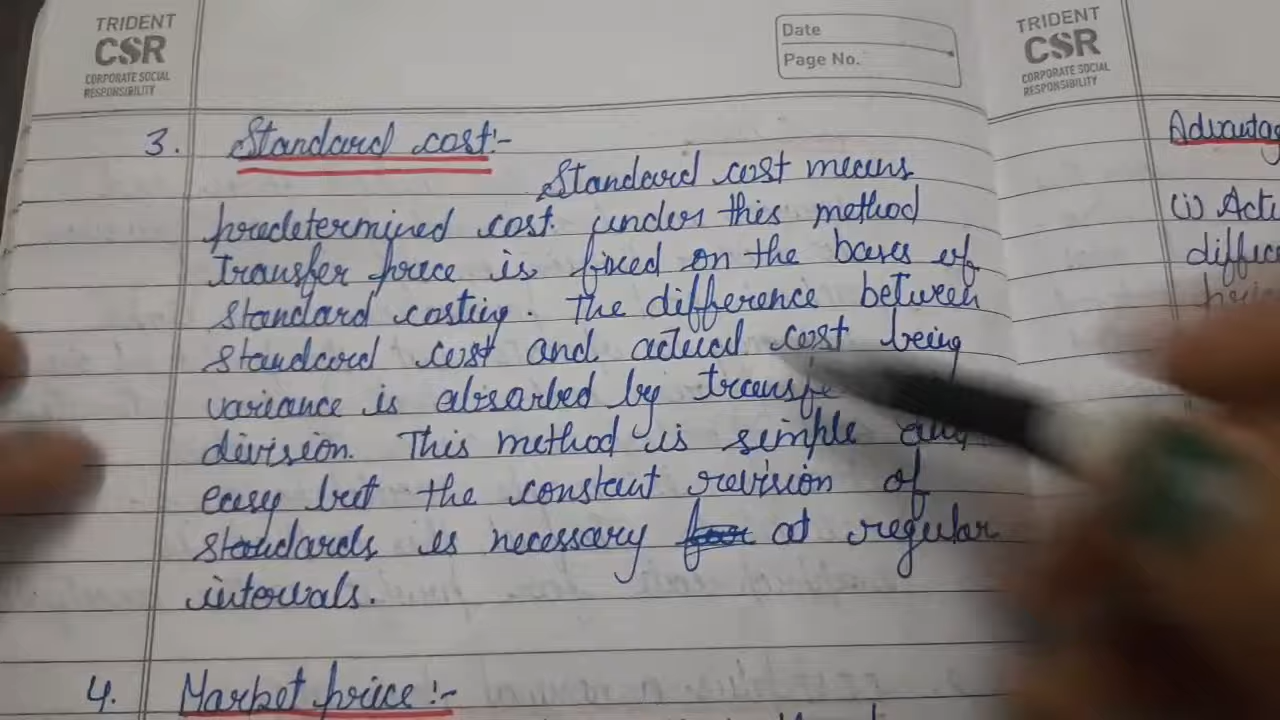 TRIDENT
CSR
CORPORATE SOCIAL
RESPONSIBILITY
Date
Page No.
3. Standard cost:-
Standard cost means
predetermined cost. under this method
Transfer price is fixed on the bases of
standard costing. The difference between
standard cost and actual cost being
variance is absarbed by
division. This method is simple
easy but the constant revision of
standards is necessary at regular
intervals.
4. Market price :-
TRIDENT
CSR
CORPORATE SOCIAL
RESPONSIBILITY
(i)